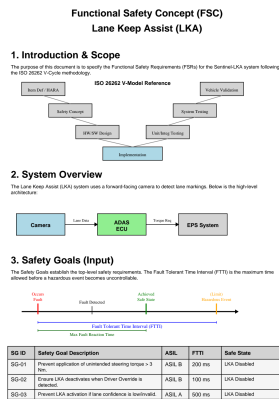 Functional Safety Concept (FSC)
Lane Keep Assist (LKA)
1. Introduction & Scope
The purpose of this document is to specify the Functional Safety Requirements (FSRs) for the Sentinel-LKA system following
the ISO 26262 V-Cycle methodology.
ISO 26262 V-Model Reference
Item Def / HARA
Vehicle Validation
Safety Concept
System Testing
HW/SW Design
Unit/Integ Testing
Implementation
2. System Overview
The Lane Keep Assist (LKA) system uses a forward-facing camera to detect lane markings. Below is the high-level
architecture:
Camera
Lane Data
ADAS
ECU
Torque Req.
EPS System
3. Safety Goals (Input)
The Safety Goals establish the top-level safety requirements. The Fault Tolerant Time Interval (FTTI) is the maximum time
allowed before a hazardous event becomes uncontrollable.
Fault
Fault Detected
Achieved
Safe State
Fault Tolerant Time Interval (FTTI)
Max Fault Reaction Time
SG ID Safety Goal Description ASIL FTTI Safe State
SG-01 Prevent application of unintended steering torque > 3 ASIL B 200 ms LKA Disabled
Nm.
SG-02 Ensure LKA deactivates when Driver Override is ASIL B 100 ms LKA Disabled
detected.
SG-03 Prevent LKA activation if lane confidence is low/invalid. ASIL A 500 ms LKA Disabled